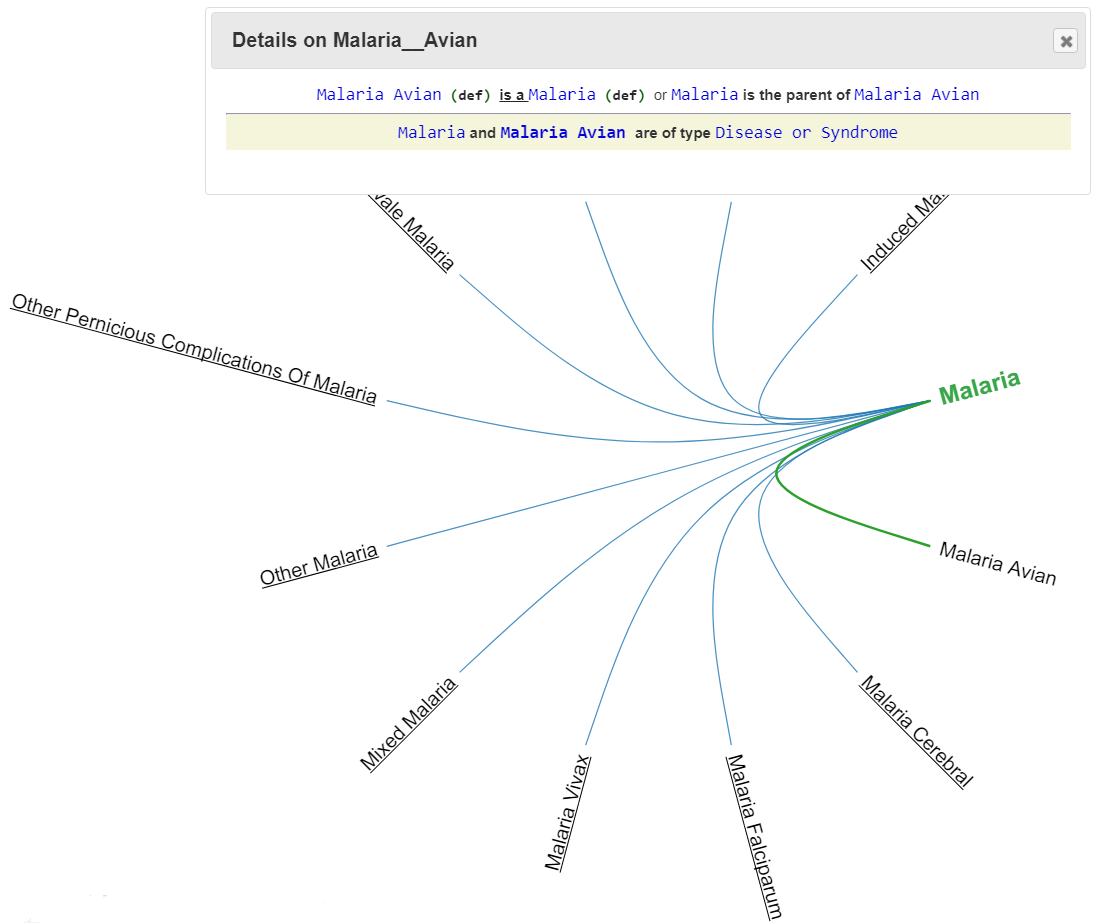 Details on Malaria__Avian
Malaria Avian (def) is a Malaria (def) or Malaria is the parent of Malaria Avian
Malaria and Malaria Avian are of type Disease or Syndrome
Malaria
Induced
Malaria
Other Pernicious Complications Of Malaria
Malaria
Other Malaria
Malaria Avian
Mixed Malaria
Malaria Cerebral
Malaria Vivax
Malaria Falciparum